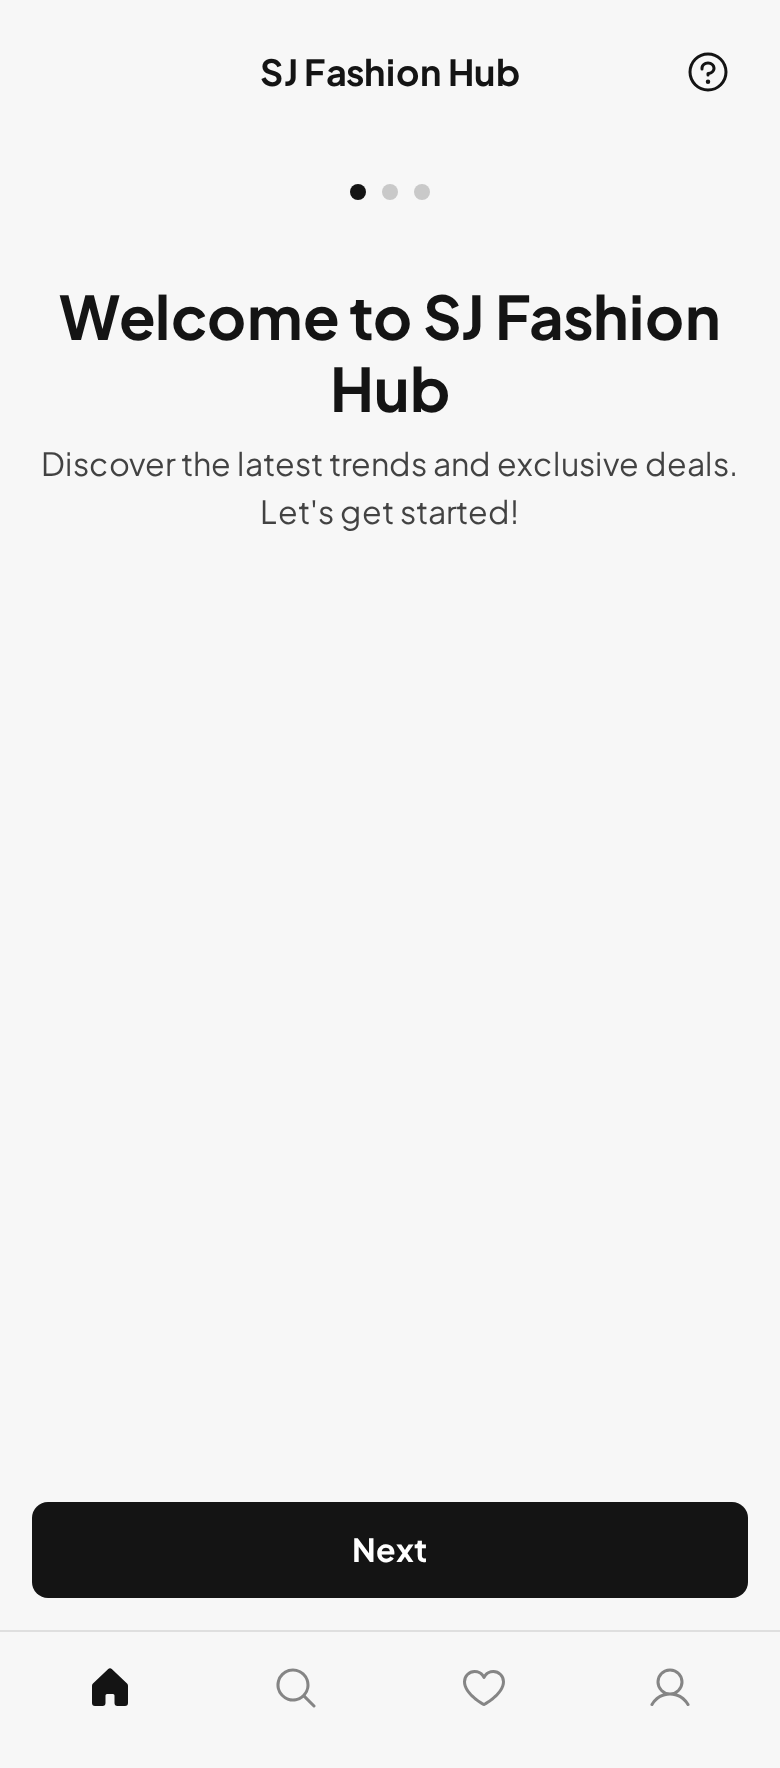 SJ Fashion Hub
Welcome to SJ Fashion
Hub
Discover the latest trends and exclusive deals.
Let's get started!
Next